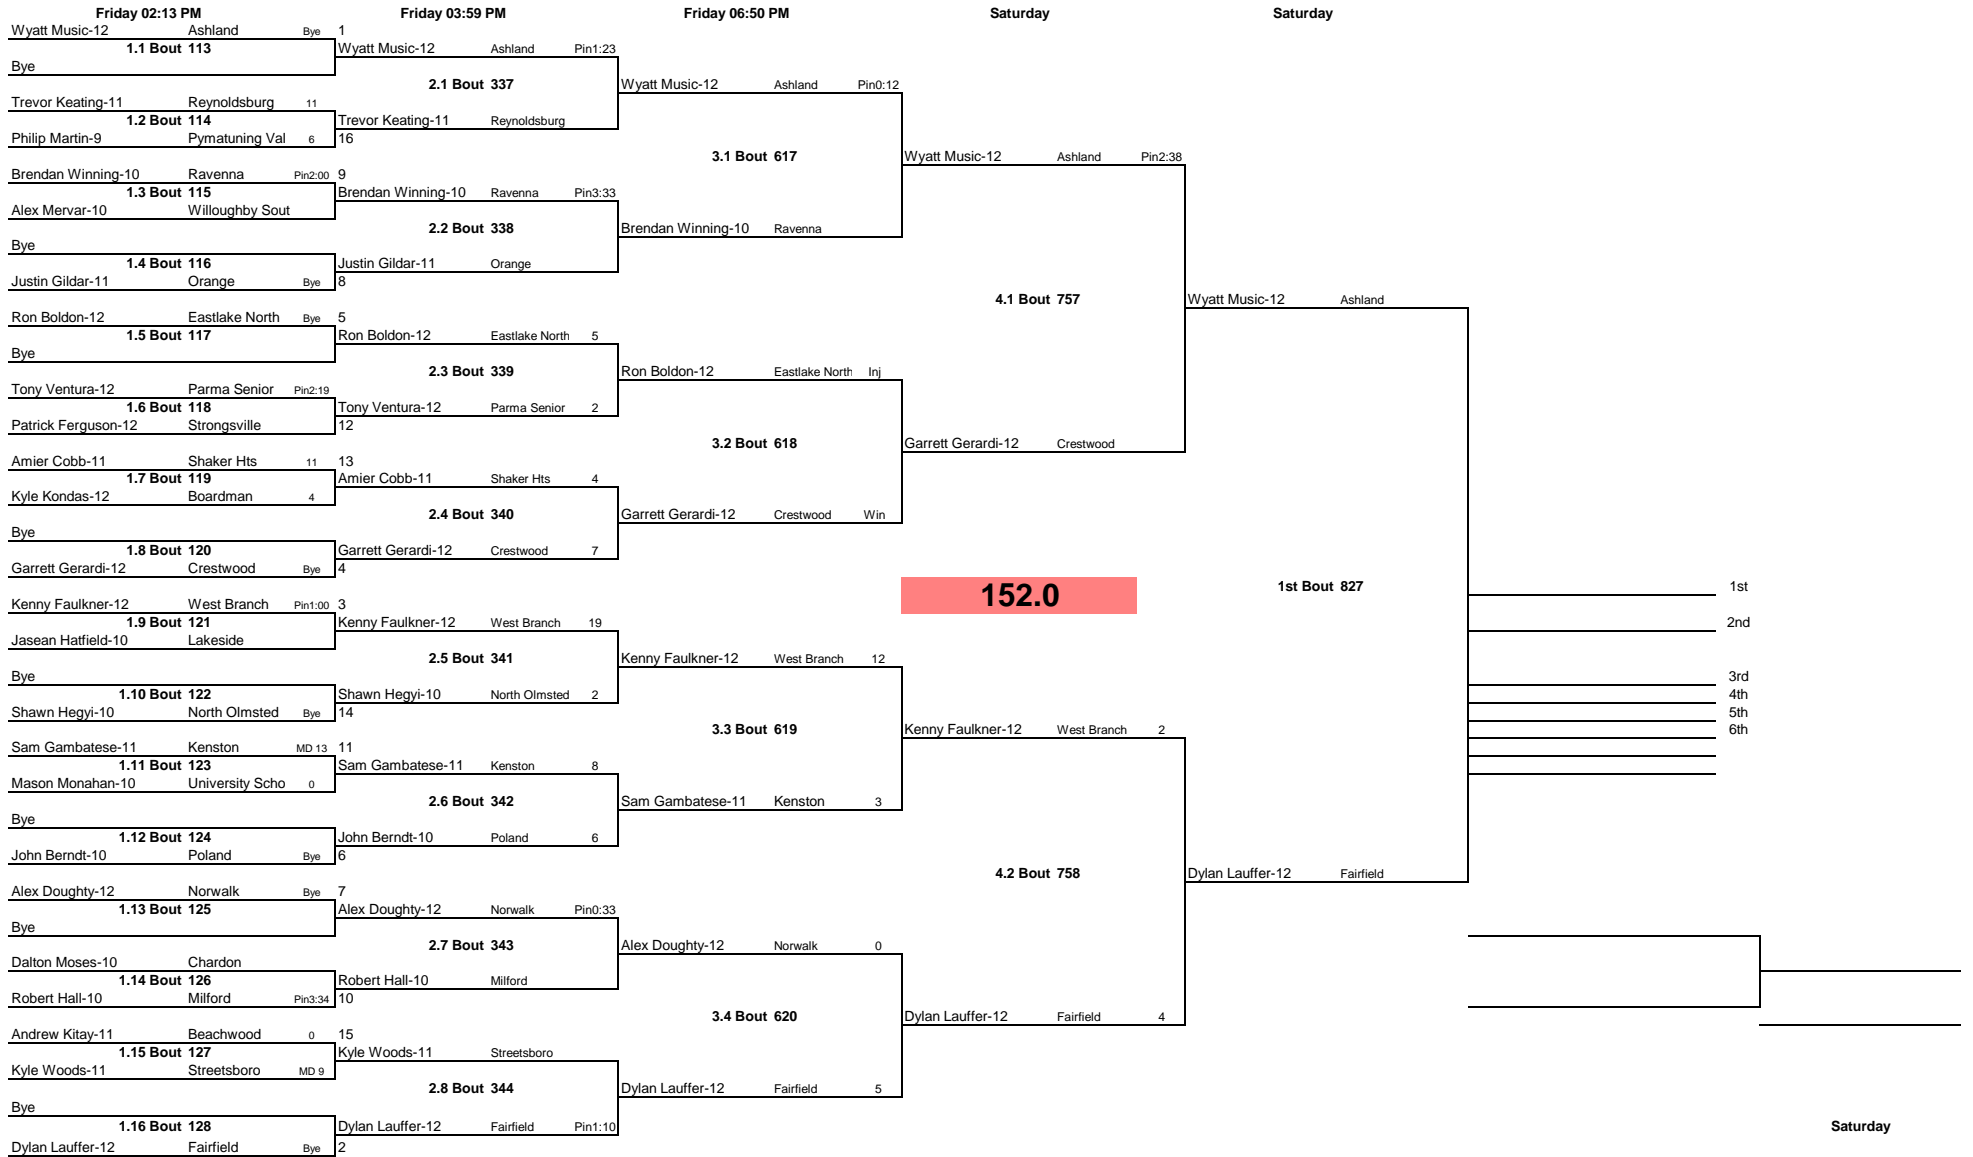 Friday 02:13 PM Friday 03:59 PM Friday 06:50 PM Saturday Saturday
Wyatt Music-12 Ashland Bye 1
1.1 Bout 113
Bye
Wyatt Music-12 Ashland Pin1:23
2.1 Bout 337
Wyatt Music-12 Ashland Pin0:12
Trevor Keating-11 Reynoldsburg 11
1.2 Bout 114
Philip Martin-9 Pymatuning Val 6 16
Trevor Keating-11 Reynoldsburg
3.1 Bout 617
Wyatt Music-12 Ashland Pin2:38
Brendan Winning-10 Ravenna Pin2:00 9
1.3 Bout 115
Alex Mervar-10 Willoughby Sout
Brendan Winning-10 Ravenna Pin3:33
2.2 Bout 338
Brendan Winning-10 Ravenna
Bye
1.4 Bout 116
Justin Gildar-11 Orange Bye 8
Justin Gildar-11 Orange
4.1 Bout 757
Wyatt Music-12 Ashland
Ron Boldon-12 Eastlake North Bye 5
1.5 Bout 117
Bye
Ron Boldon-12 Eastlake North 5
2.3 Bout 339
Ron Boldon-12 Eastlake North Inj
Tony Ventura-12 Parma Senior Pin2:19
1.6 Bout 118
Patrick Ferguson-12 Strongsville 12
Tony Ventura-12 Parma Senior 2
3.2 Bout 618
Garrett Gerardi-12 Crestwood
Amier Cobb-11 Shaker Hts 11 13
1.7 Bout 119
Kyle Kondas-12 Boardman 4
Amier Cobb-11 Shaker Hts 4
2.4 Bout 340
Garrett Gerardi-12 Crestwood Win
Bye
1.8 Bout 120
Garrett Gerardi-12 Crestwood Bye 4
Garrett Gerardi-12 Crestwood 7
152.0
1st Bout 827
1st
2nd
3rd
4th
5th
6th
Kenny Faulkner-12 West Branch Pin1:00 3
1.9 Bout 121
Jasean Hatfield-10 Lakeside
Kenny Faulkner-12 West Branch 19
2.5 Bout 341
Kenny Faulkner-12 West Branch 12
Bye
1.10 Bout 122
Shawn Hegyi-10 North Olmsted Bye 14
Shawn Hegyi-10 North Olmsted 2
3.3 Bout 619
Kenny Faulkner-12 West Branch 2
Sam Gambatese-11 Kenston MD 13 11
1.11 Bout 123
Mason Monahan-10 University Scho 0
Sam Gambatese-11 Kenston 8
2.6 Bout 342
Sam Gambatese-11 Kenston 3
Bye
1.12 Bout 124
John Berndt-10 Poland Bye 6
John Berndt-10 Poland 6
4.2 Bout 758
Dylan Lauffer-12 Fairfield
Alex Doughty-12 Norwalk Bye 7
1.13 Bout 125
Bye
Alex Doughty-12 Norwalk Pin0:33
2.7 Bout 343
Alex Doughty-12 Norwalk 0
Dalton Moses-10 Chardon
1.14 Bout 126
Robert Hall-10 Milford Pin3:34 10
Robert Hall-10 Milford
3.4 Bout 620
Dylan Lauffer-12 Fairfield 4
Andrew Kitay-11 Beachwood 0 15
1.15 Bout 127
Kyle Woods-11 Streetsboro MD 9
Kyle Woods-11 Streetsboro
2.8 Bout 344
Dylan Lauffer-12 Fairfield 5
Bye
1.16 Bout 128
Dylan Lauffer-12 Fairfield Bye 2
Dylan Lauffer-12 Fairfield Pin1:10
Saturday